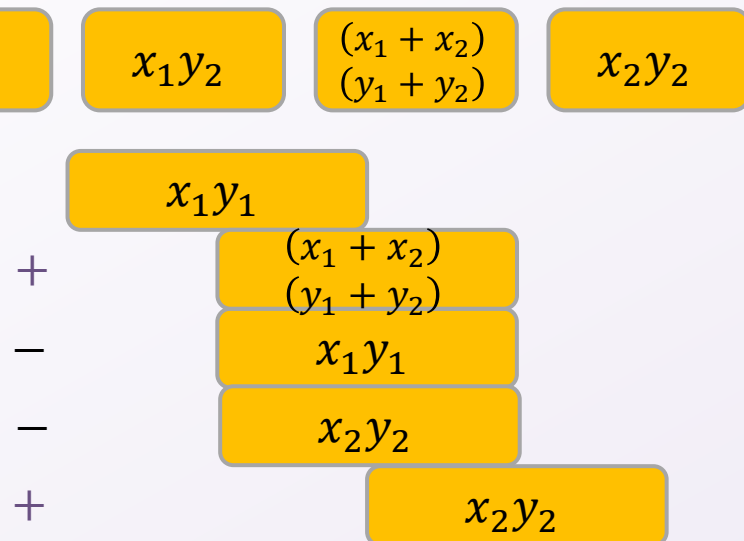 x₁y₂
(x₁ + x₂)
(y₁ + y₂)
x₂y₂
x₁y₁
+
(x₁ + x₂)
(y₁ + y₂)
−
x₁y₁
−
x₂y₂
+
x₂y₂